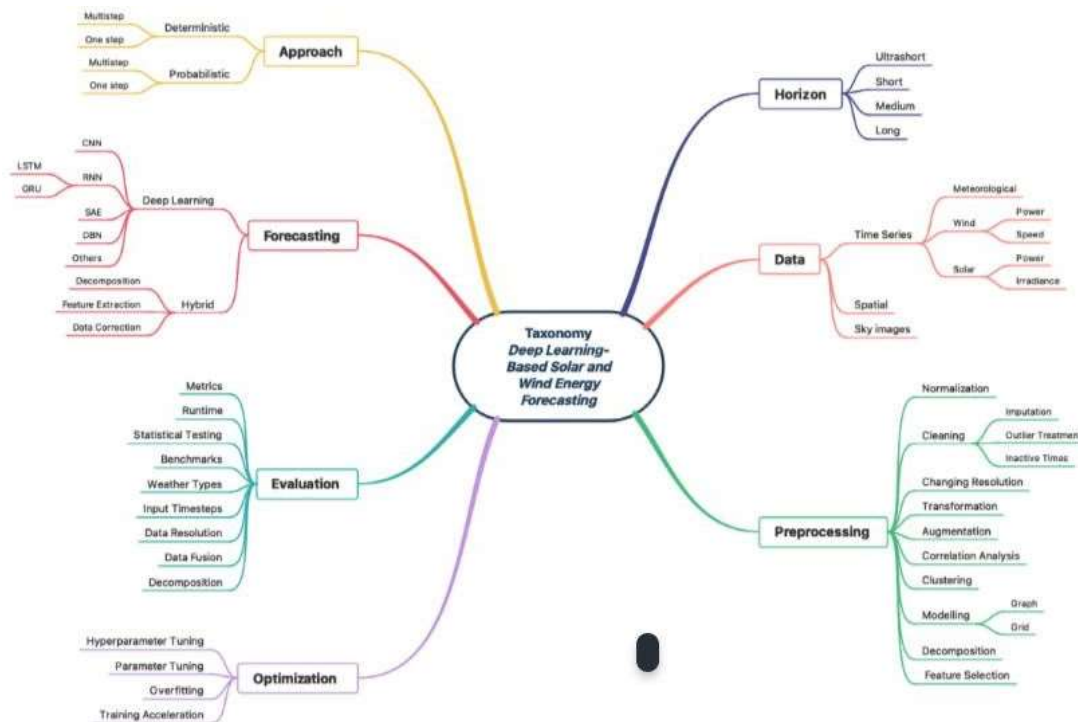 Multistep
Deterministic
One step
Approach
Multistep
Probabilistic
One step
CNN
LSTM
RNN
GRU
Deep Learning
SAE
DBN
Others
Forecasting
Decomposition
Feature Extraction
Hybrid
Data Correction
Taxonomy
Deep Learning-
Based Solar and
Wind Energy
Forecasting
Metrics
Runtime
Statistical Testing
Benchmarks
Weather Types
Evaluation
Input Timesteps
Data Resolution
Data Fusion
Decomposition
Hyperparameter Tuning
Parameter Tuning
Optimization
Overfitting
Training Acceleration
Horizon
Ultrashort
Short
Medium
Long
Data
Time Series
Meteorological
Wind
Power
Speed
Solar
Power
Irradiance
Spatial
Sky images
Preprocessing
Normalization
Cleaning
Imputation
Outlier Treatmen
Inactive Times
Changing Resolution
Transformation
Augmentation
Correlation Analysis
Clustering
Modelling
Graph
Grid
Decomposition
Feature Selection